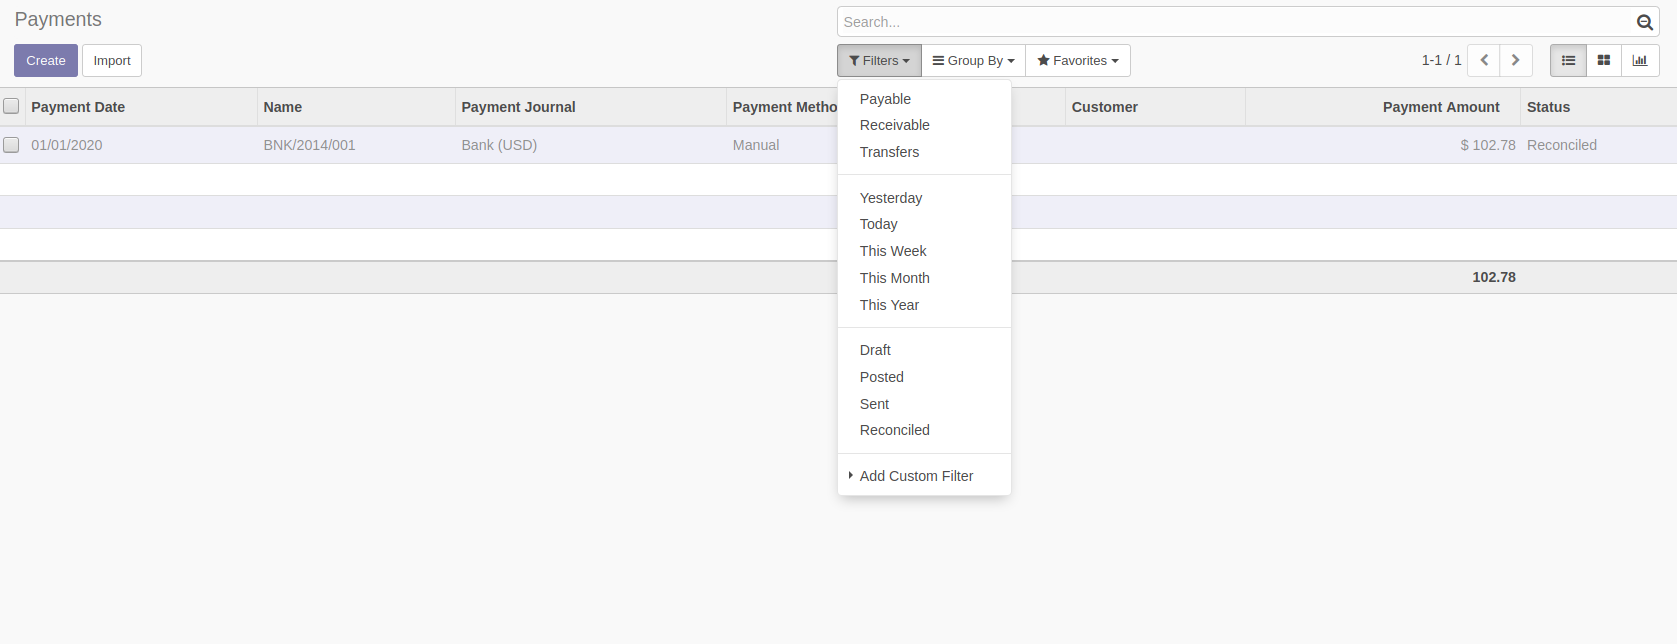 Payments
Search...
Create Import
Filters Group By Favorites
1-1 / 1
Payment Date Name Payment Journal Payment Metho Customer Payment Amount Status
01/01/2020 BNK/2014/001 Bank (USD) Manual $ 102.78 Reconciled
102.78
Payable
Receivable
Transfers
Yesterday
Today
This Week
This Month
This Year
Draft
Posted
Sent
Reconciled
Add Custom Filter